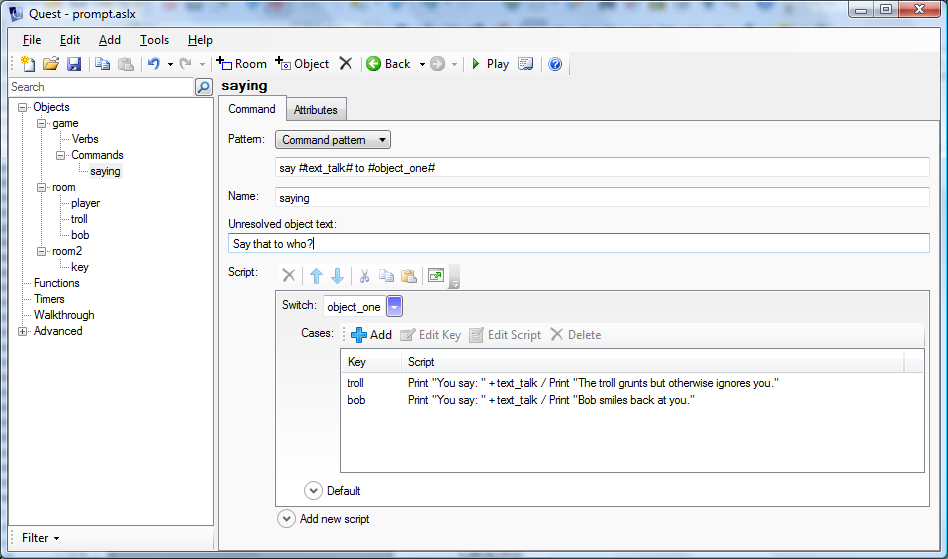 Quest - prompt.aslx
File Edit Add Tools Help
Room Object Back Play
Search
saying
Command Attributes
Objects
game
Verbs
Commands
saying
room
player
troll
bob
room2
key
Functions
Timers
Walkthrough
Advanced
Filter
Pattern: Command pattern
say #text_talk# to #object_one#
Name: saying
Unresolved object text:
Say that to who?
Script:
Switch: object_one
Cases: Add Edit Key Edit Script Delete
Key Script
troll Print "You say: " + text_talk / Print "The troll grunts but otherwise ignores you."
bob Print "You say: " + text_talk / Print "Bob smiles back at you."
Default
Add new script